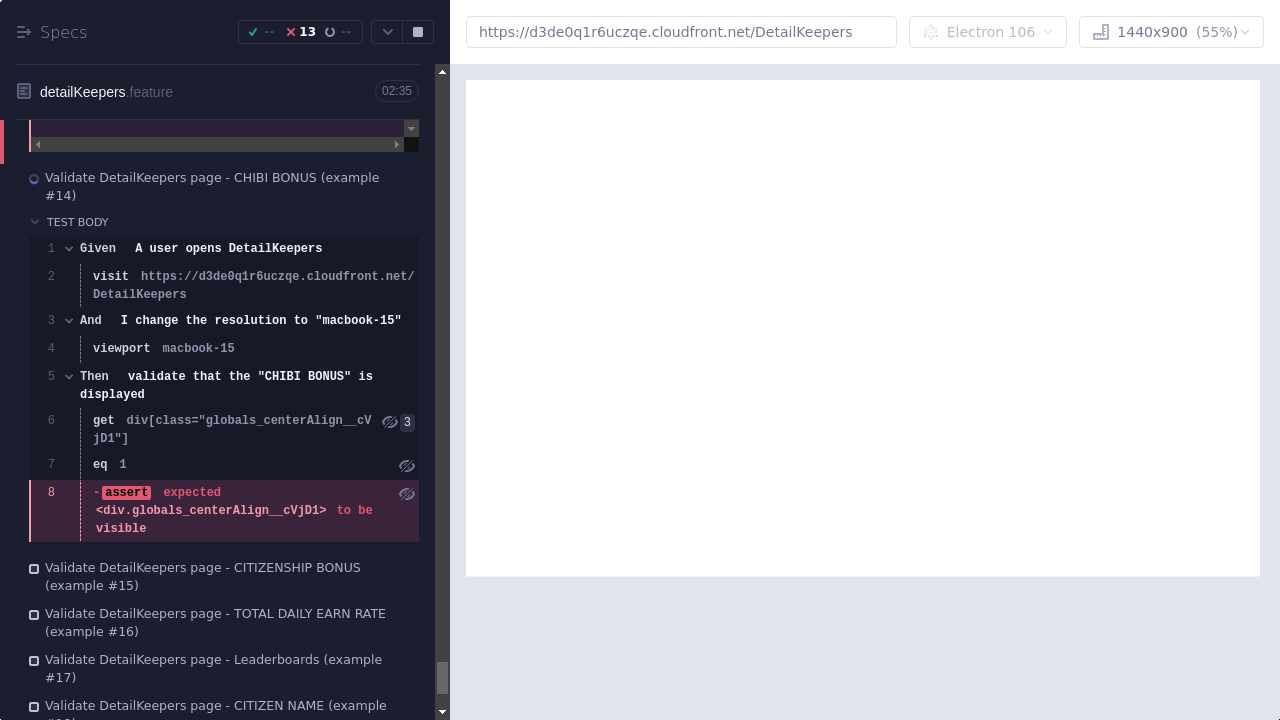 Specs
-- 13 --
https://d3de0q1r6uczqe.cloudfront.net/DetailKeepers
Electron 106
1440x900 (55%)
detailKeepers.feature
02:35
Validate DetailKeepers page - CHIBI BONUS (example
#14)
TEST BODY
1 Given A user opens DetailKeepers
2 visit https://d3de0q1r6uczqe.cloudfront.net/
DetailKeepers
3 And I change the resolution to "macbook-15"
4 viewport macbook-15
5 Then validate that the "CHIBI BONUS" is
displayed
6 get div[class="globals_centerAlign__cV 3
jD1"]
7 eq 1
8 -assert expected
<div.globals_centerAlign__cVjD1> to be
visible
Validate DetailKeepers page - CITIZENSHIP BONUS
(example #15)
Validate DetailKeepers page - TOTAL DAILY EARN RATE
(example #16)
Validate DetailKeepers page - Leaderboards (example
#17)
Validate DetailKeepers page - CITIZEN NAME (example